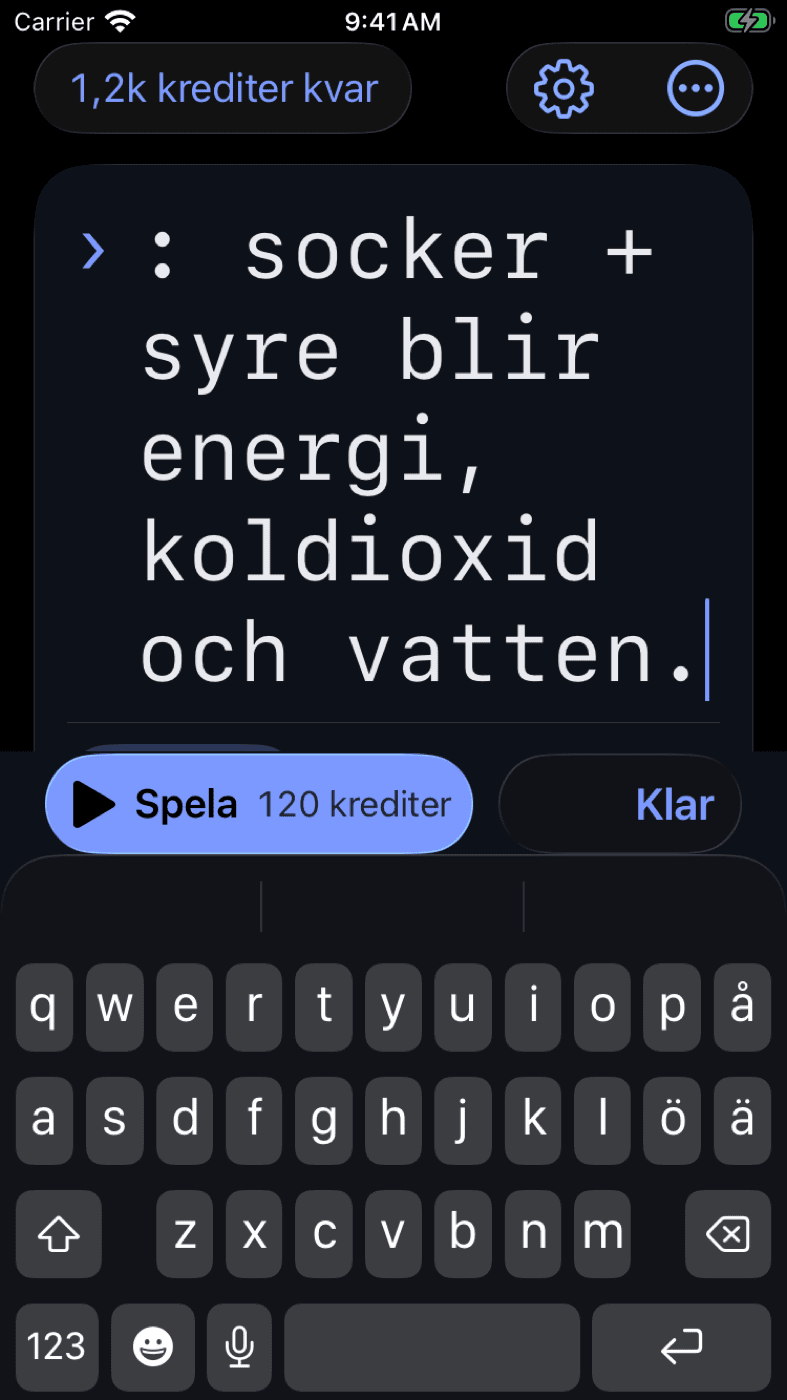 Carrier 9:41 AM
1,2k krediter kvar
› : socker +
syre blir
energi,
koldioxid
och vatten.
Spela 120 krediter Klar
q w e r t y u i o p å
a s d f g h j k l ö ä
z x c v b n m
123